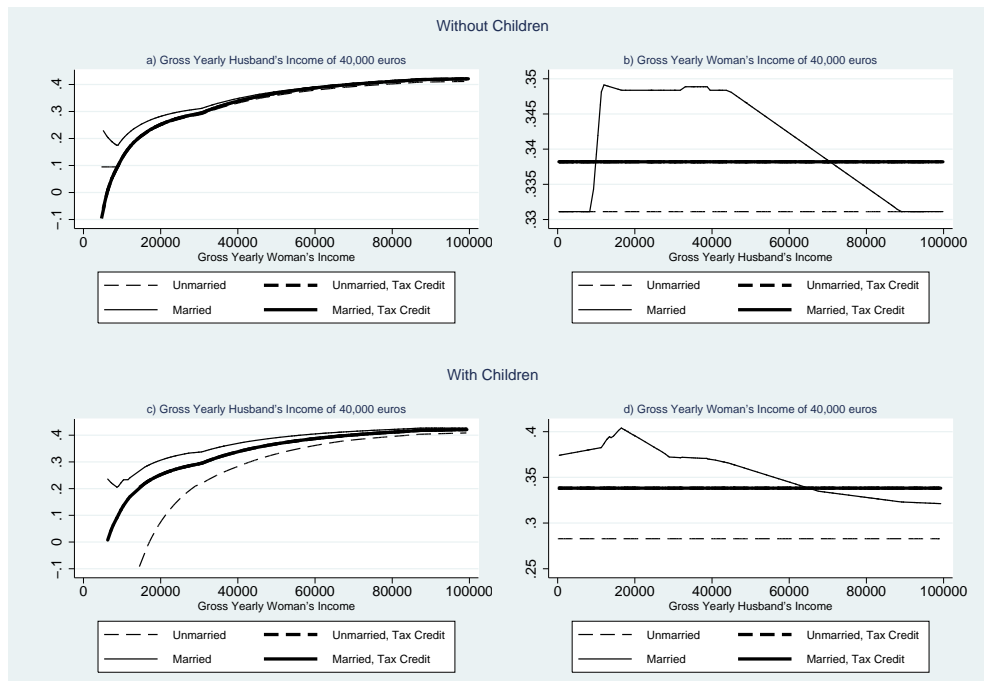 Without Children
a) Gross Yearly Husband's Income of 40,000 euros
.4
.3
.2
.1
0
-.1
0 20000 40000 60000 80000 100000
Gross Yearly Woman's Income
Unmarried Unmarried, Tax Credit
Married Married, Tax Credit
b) Gross Yearly Woman's Income of 40,000 euros
.35
.345
.34
.335
.33
0 20000 40000 60000 80000 100000
Gross Yearly Husband's Income
Unmarried Unmarried, Tax Credit
Married Married, Tax Credit
With Children
c) Gross Yearly Husband's Income of 40,000 euros
.4
.3
.2
.1
0
-.1
0 20000 40000 60000 80000 100000
Gross Yearly Woman's Income
Unmarried Unmarried, Tax Credit
Married Married, Tax Credit
d) Gross Yearly Woman's Income of 40,000 euros
.4
.35
.3
.25
0 20000 40000 60000 80000 100000
Gross Yearly Husband's Income
Unmarried Unmarried, Tax Credit
Married Married, Tax Credit